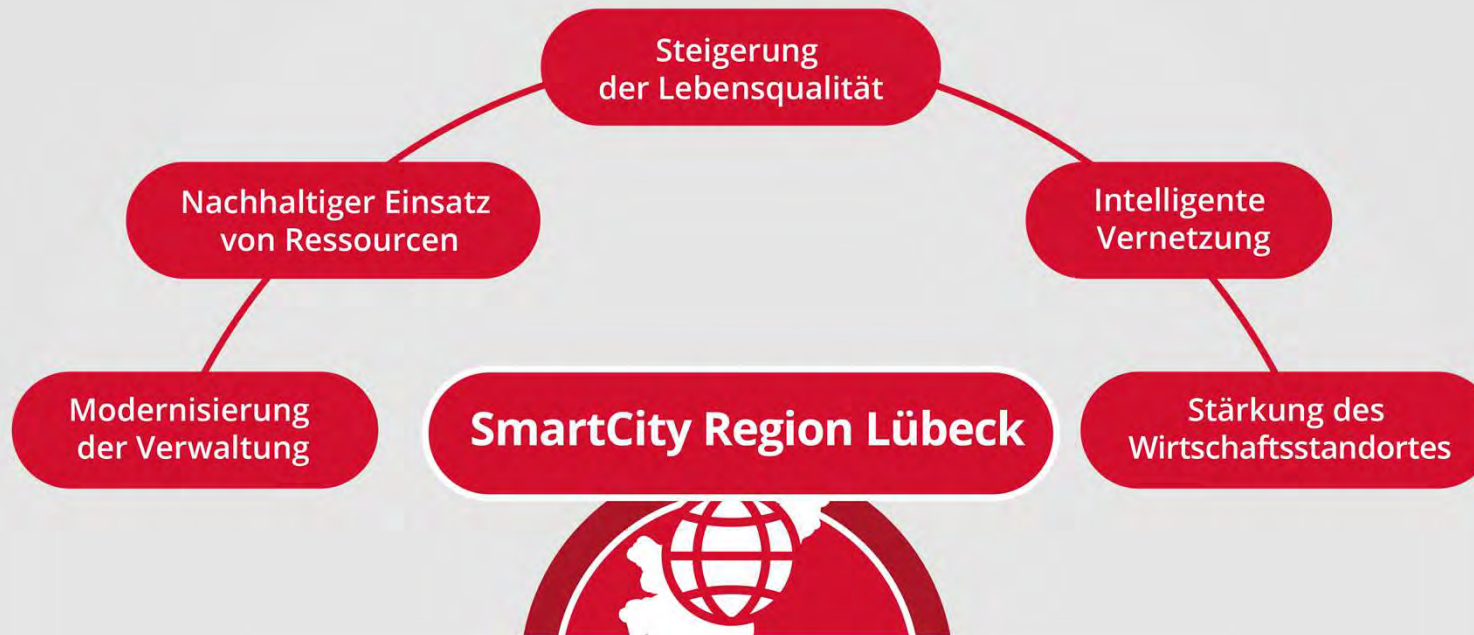 Steigerung
der Lebensqualität
Nachhaltiger Einsatz
von Ressourcen
Intelligente
Vernetzung
Modernisierung
der Verwaltung
SmartCity Region Lübeck
Stärkung des
Wirtschaftsstandortes